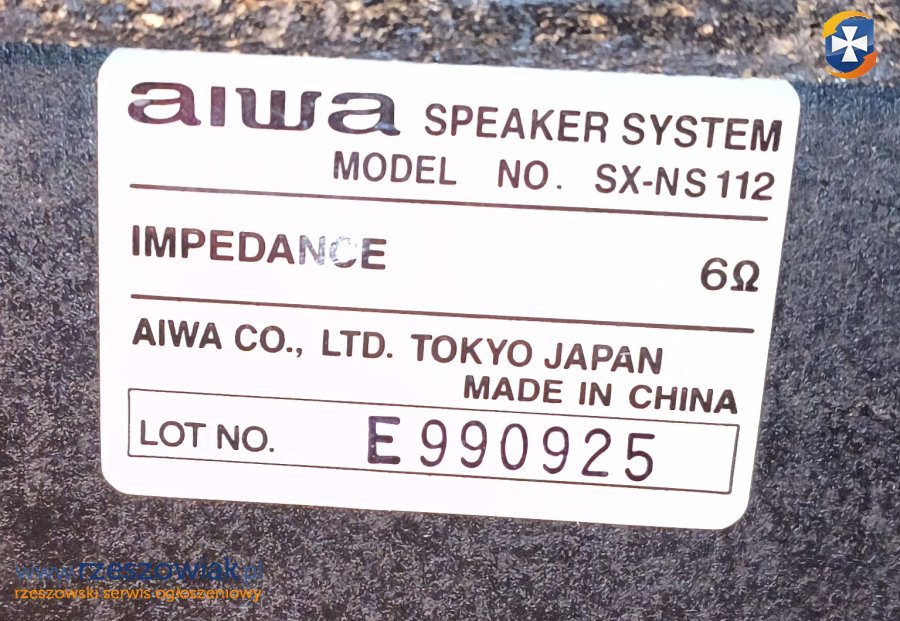 aiwa SPEAKER SYSTEM
MODEL NO. SX-NS112
IMPEDANCE 6Ω
AIWA CO., LTD. TOKYO JAPAN
MADE IN CHINA
LOT NO. E990925
www.rzeszowiak.pl
rzeszowski serwis ogłoszeniowy